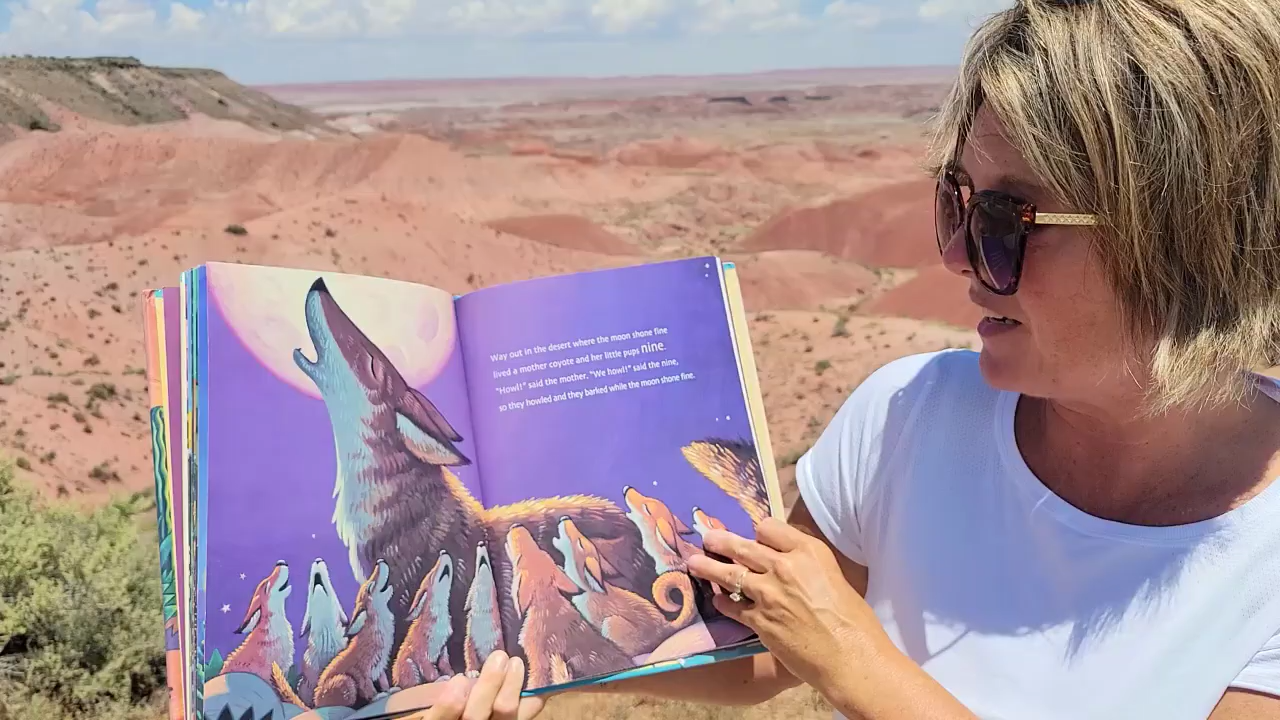 Way out in the desert where the moon shone fine
lived a mother coyote and her little pups nine.
"Howl!" said the mother. "We howl!" said the nine,
so they howled and they barked while the moon shone fine.